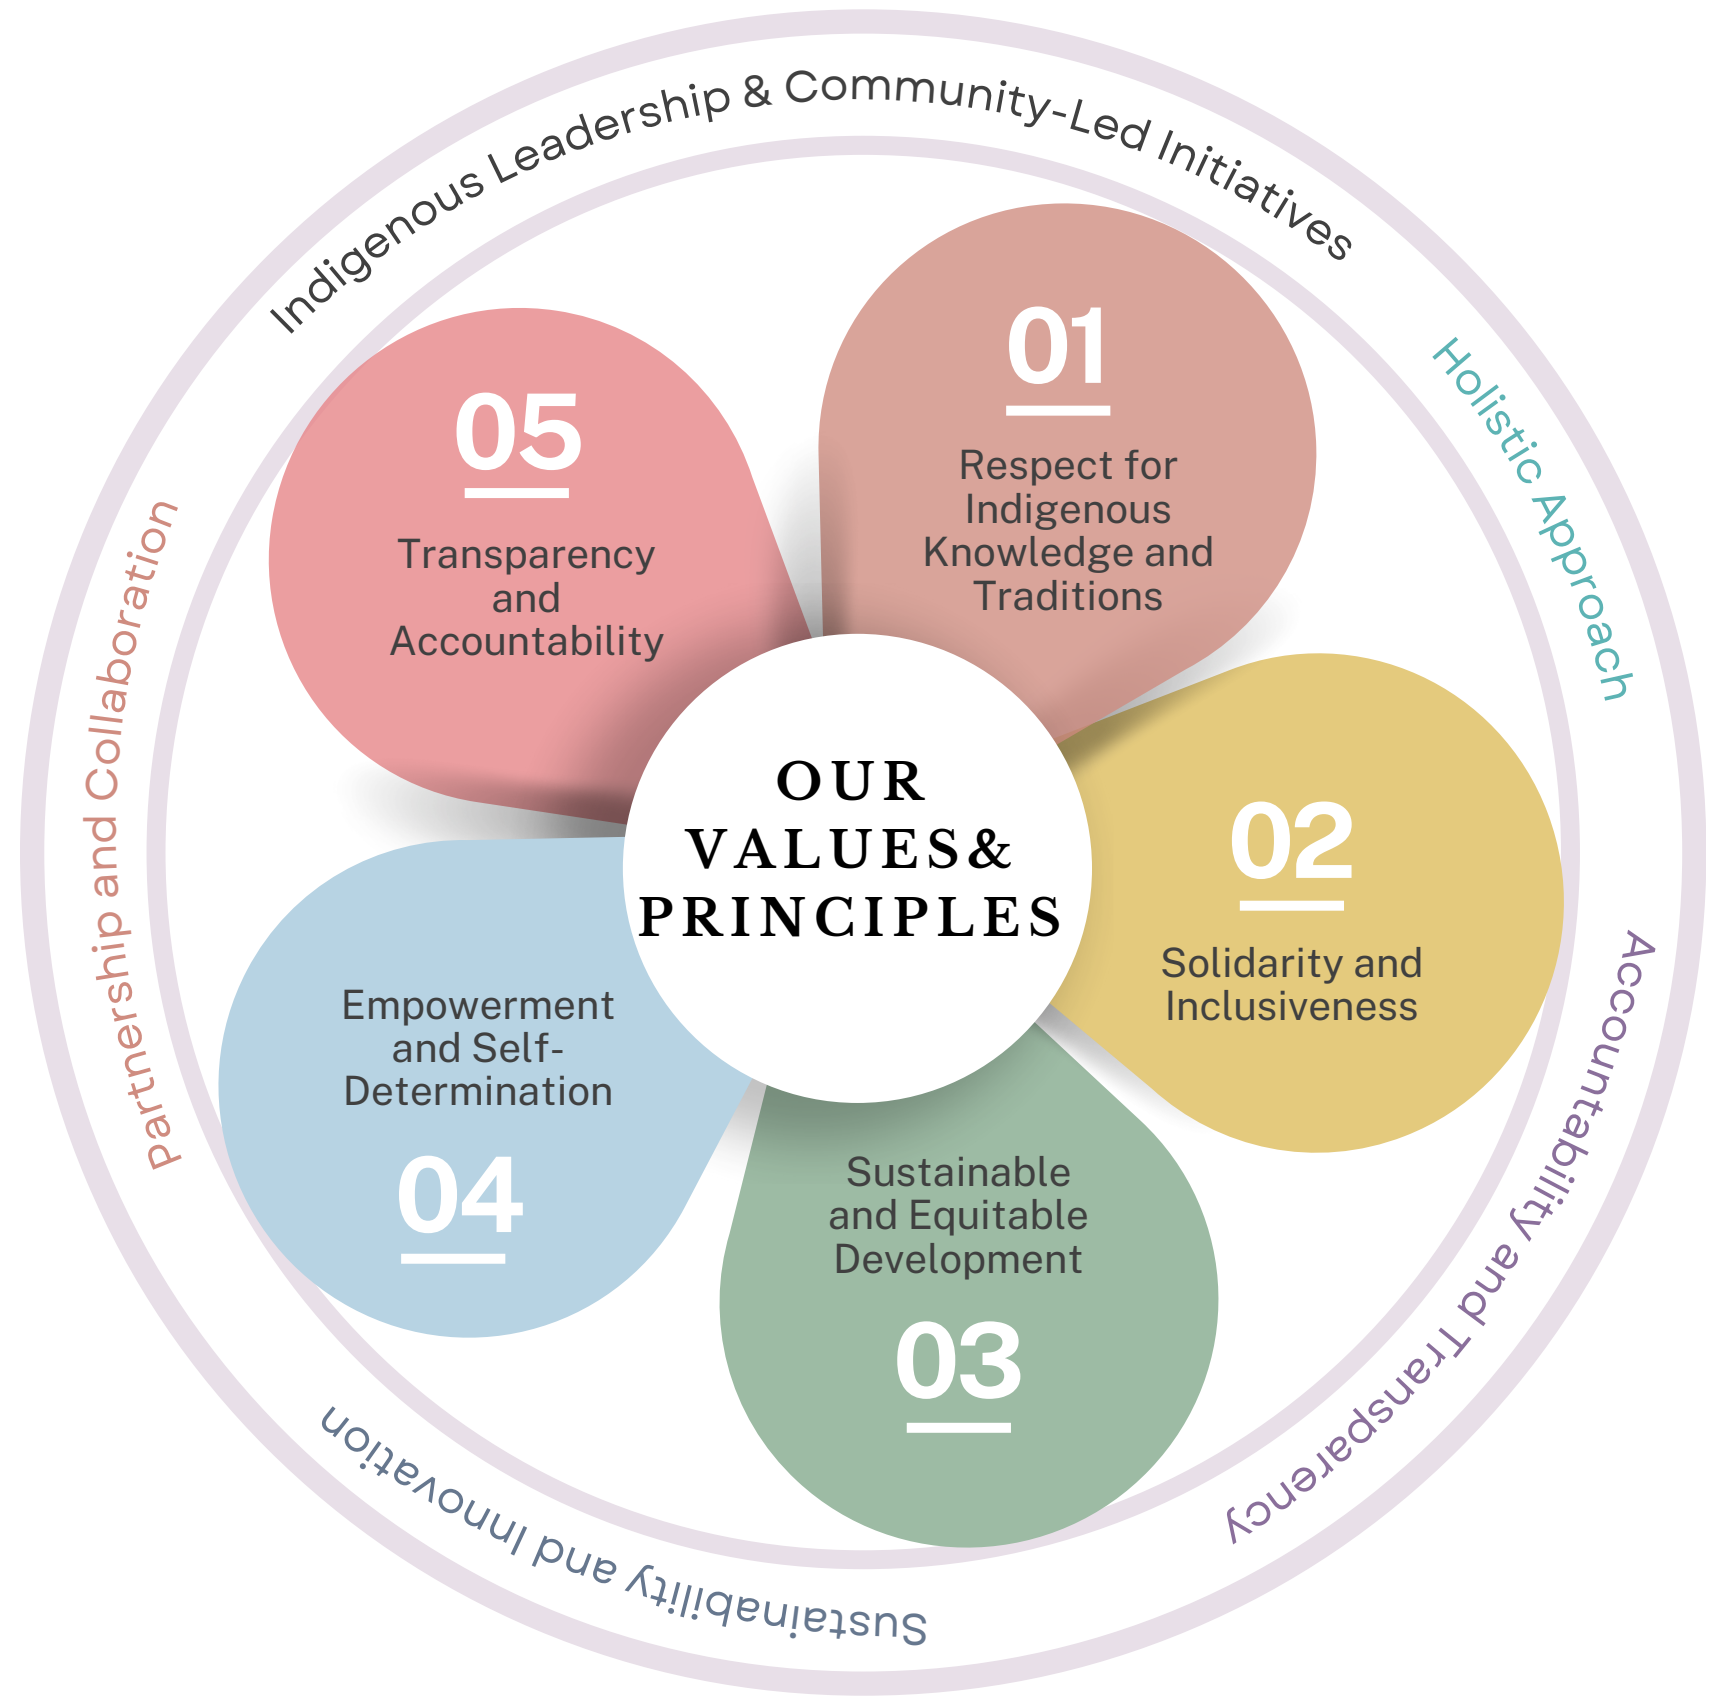 Indigenous Leadership & Community-Led Initiatives
Holistic Approach
Accountability and Transparency
Sustainability and Innovation
Partnership and Collaboration
01
Respect for
Indigenous
Knowledge and
Traditions
02
Solidarity and
Inclusiveness
Sustainable
and Equitable
Development
03
Empowerment
and Self-
Determination
04
05
Transparency
and
Accountability
OUR
VALUES&
PRINCIPLES